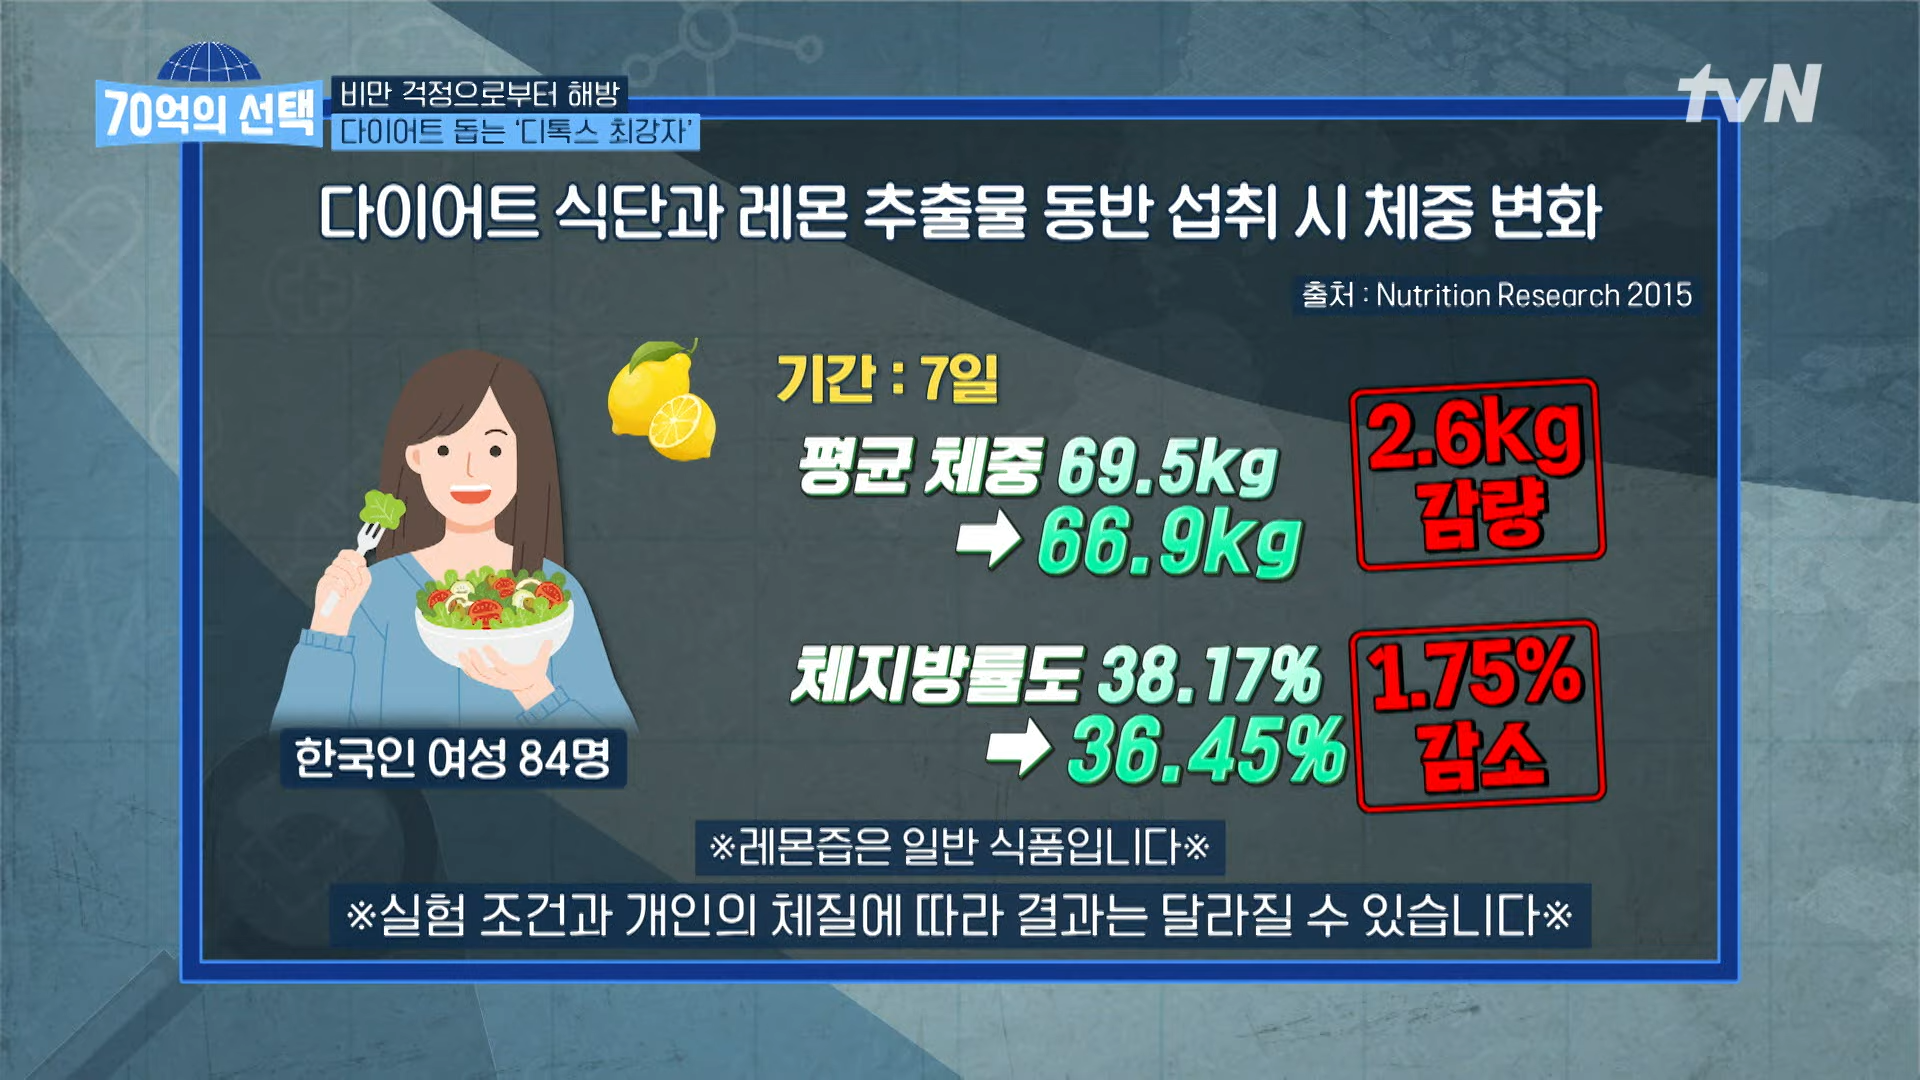 70억의 선택
비만 걱정으로부터 해방
다이어트 돕는 '디톡스 최강자'
tvN
다이어트 식단과 레몬 추출물 동반 섭취 시 체중 변화
출처 : Nutrition Research 2015
기간 : 7일
평균 체중 69.5kg
➡ 66.9kg
2.6kg
감량
체지방률도 38.17%
➡ 36.45%
1.75%
감소
한국인 여성 84명
※레몬즙은 일반 식품입니다※
※실험 조건과 개인의 체질에 따라 결과는 달라질 수 있습니다※